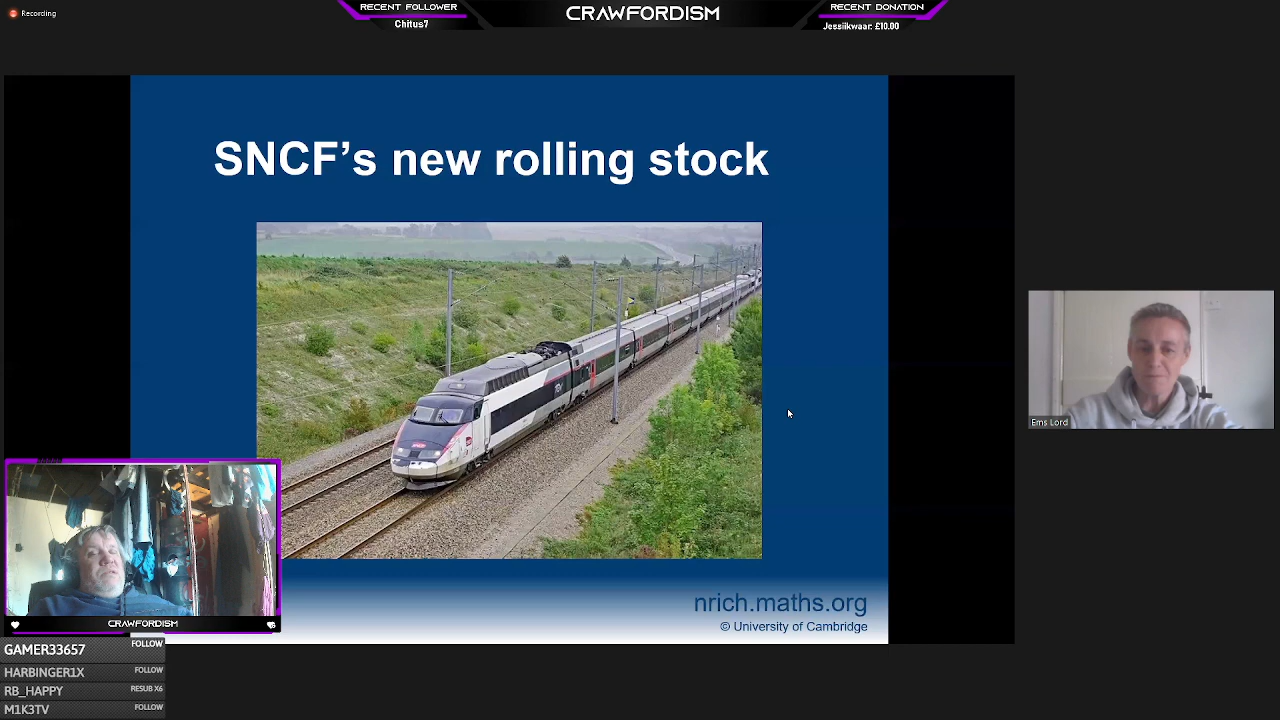 Recording
RECENT FOLLOWER
Chitus7
CRAWFORDISM
RECENT DONATION
Jessiikwaar: £10.00
SNCF’s new rolling stock
Ems Lord
nrich.maths.org
© University of Cambridge
CRAWFORDISM
GAMER33657 FOLLOW
HARBINGER1X FOLLOW
RB_HAPPY RESUB X6
M1K3TV FOLLOW